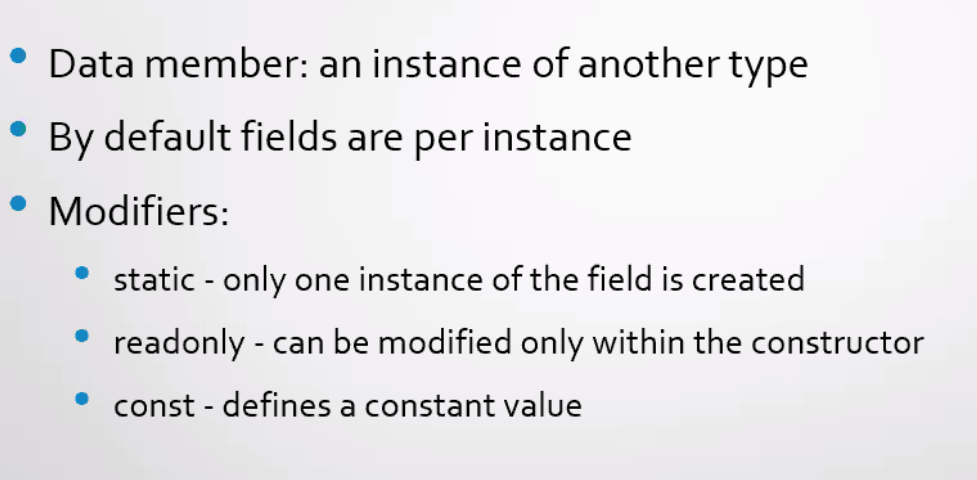 • Data member: an instance of another type
• By default fields are per instance
• Modifiers:
• static - only one instance of the field is created
• readonly - can be modified only within the constructor
• const - defines a constant value